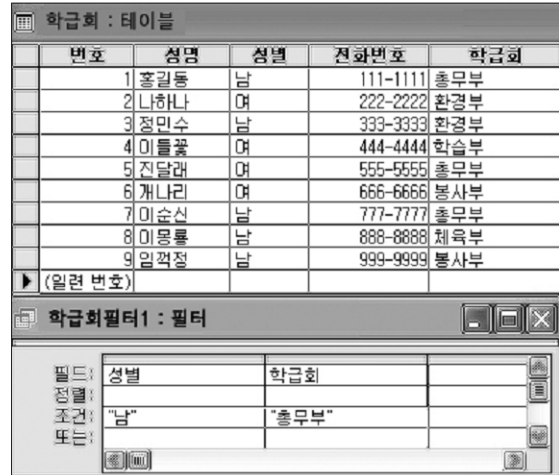 학급회 : 테이블
번호 성명 성별 전화번호 학급회
1 홍길동 남 111-1111 총무부
2 나하나 여 222-2222 환경부
3 정민수 남 333-3333 환경부
4 이들꽃 여 444-4444 학습부
5 진달래 여 555-5555 총무부
6 개나리 여 666-6666 봉사부
7 이순신 남 777-7777 총무부
8 이몽룡 남 888-8888 체육부
9 임꺽정 남 999-9999 봉사부
(일련 번호)
학급회필터1 : 필터
필드: 성별 학급회
정렬:
조건: "남" "총무부"
또는: